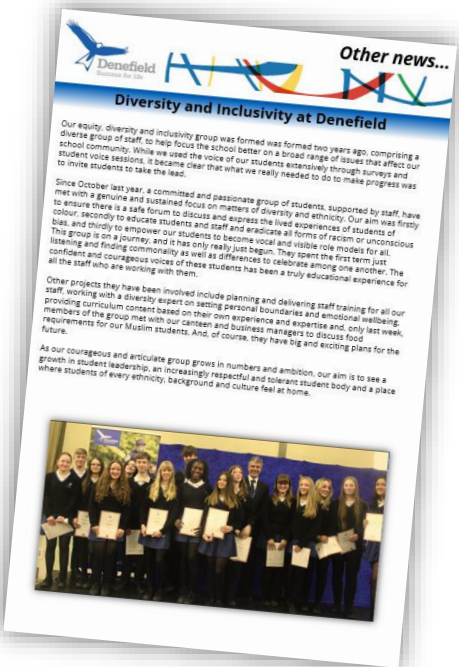 Denefield
Success for life
Other news...
Diversity and Inclusivity at Denefield
Our equity, diversity and inclusivity group was formed was formed two years ago, comprising a
diverse group of staff, to help focus the school better on a broad range of issues that affect our
school community. While we used the voice of our students extensively through surveys and
student voice sessions, it became clear that what we really needed to do to make progress was
to invite students to take the lead.
Since October last year, a committed and passionate group of students, supported by staff, have
met with a genuine and sustained focus on matters of diversity and ethnicity. Our aim was firstly
to ensure there is a safe forum to discuss and express the lived experiences of students of
colour, secondly to educate students and staff and eradicate all forms of racism or unconscious
bias, and thirdly to empower our students to become vocal and visible role models for all.
This group is on a journey, and it has only really just begun. They spent the first term just
listening and finding commonality as well as differences to celebrate among one another. The
confident and courageous voices of these students has been a truly educational experience for
all the staff who are working with them.
Other projects they have been involved include planning and delivering staff training for all our
staff, working with a diversity expert on setting personal boundaries and emotional wellbeing,
providing curriculum content based on their own experience and expertise and, only last week,
members of the group met with our canteen and business managers to discuss food
requirements for our Muslim students. And, of course, they have big and exciting plans for the
future.
As our courageous and articulate group grows in numbers and ambition, our aim is to see a
growth in student leadership, an increasingly respectful and tolerant student body and a place
where students of every ethnicity, background and culture feel at home.